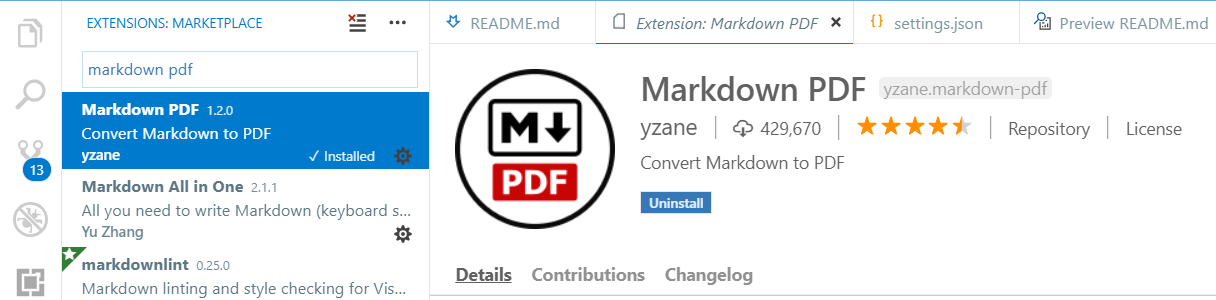 EXTENSIONS: MARKETPLACE
markdown pdf
Markdown PDF 1.2.0
Convert Markdown to PDF
yzane ✓ Installed
Markdown All in One 2.1.1
All you need to write Markdown (keyboard s...
Yu Zhang
markdownlint 0.25.0
Markdown linting and style checking for Vis...
13
README.md Extension: Markdown PDF settings.json Preview README.md
M PDF
Markdown PDF yzane.markdown-pdf
yzane 429,670 Repository License
Convert Markdown to PDF
Uninstall
Details Contributions Changelog